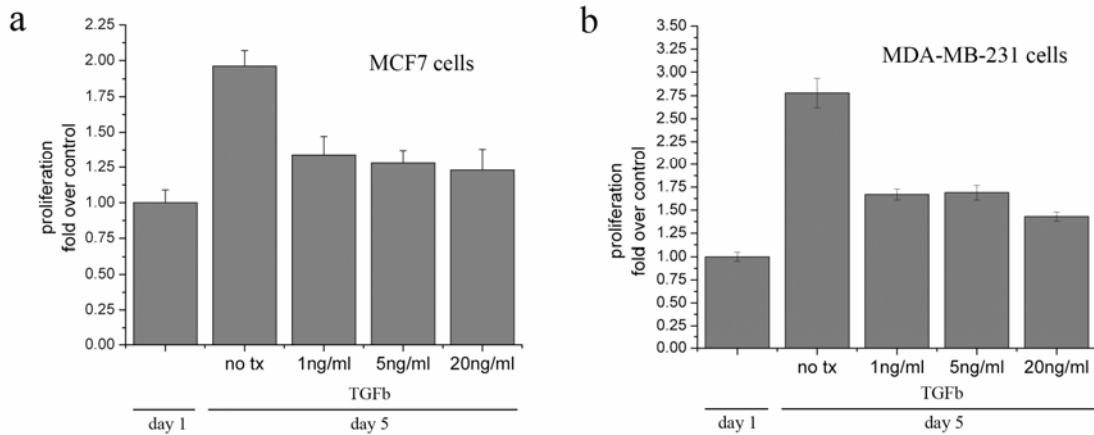 a
MCF7 cells
proliferation
fold over control
2.25
2.00
1.75
1.50
1.25
1.00
0.75
0.50
0.25
0.00
no tx 1ng/ml 5ng/ml 20ng/ml
TGFb
day 1 day 5
b
MDA-MB-231 cells
proliferation
fold over control
3.50
3.25
3.00
2.75
2.50
2.25
2.00
1.75
1.50
1.25
1.00
0.75
0.50
0.25
0.00
no tx 1ng/ml 5ng/ml 20ng/ml
TGFb
day 1 day 5